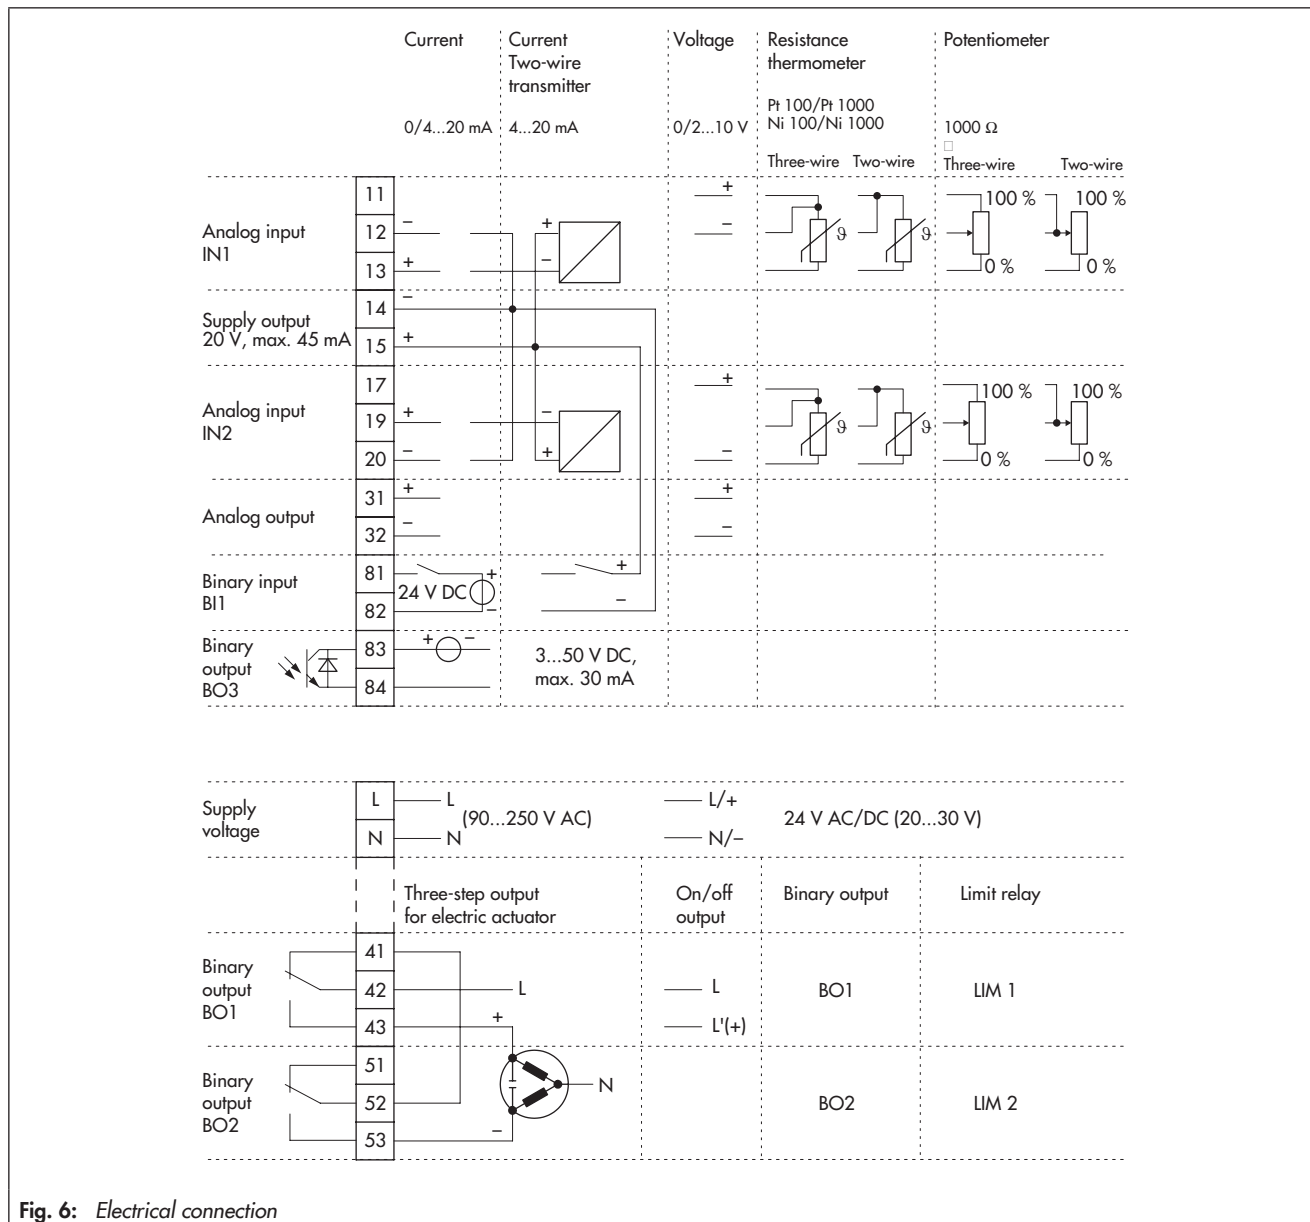 Current
Current
Two-wire
transmitter
Voltage
Resistance
thermometer
Potentiometer
0/4...20 mA
4...20 mA
0/2...10 V
Pt 100/Pt 1000
Ni 100/Ni 1000
1000 Ω
Three-wire
Two-wire
Three-wire
Two-wire
Analog input
IN1
11
12
13
−
+
+
−
+
−
ϑ
ϑ
100 %
0 %
100 %
0 %
Supply output
20 V, max. 45 mA
14
15
−
+
Analog input
IN2
17
19
20
+
−
−
+
+
−
ϑ
ϑ
100 %
0 %
100 %
0 %
Analog output
31
32
+
−
+
−
Binary input
BI1
81
82
24 V DC
+
−
+
−
Binary
output
BO3
83
84
+
−
3...50 V DC,
max. 30 mA
Supply
voltage
L
N
L
N
(90...250 V AC)
L/+
N/−
24 V AC/DC (20...30 V)
Three-step output
for electric actuator
On/off
output
Binary output
Limit relay
Binary
output
BO1
41
42
43
L
+
L
L'(+)
BO1
LIM 1
Binary
output
BO2
51
52
53
N
−
BO2
LIM 2
Fig. 6: Electrical connection